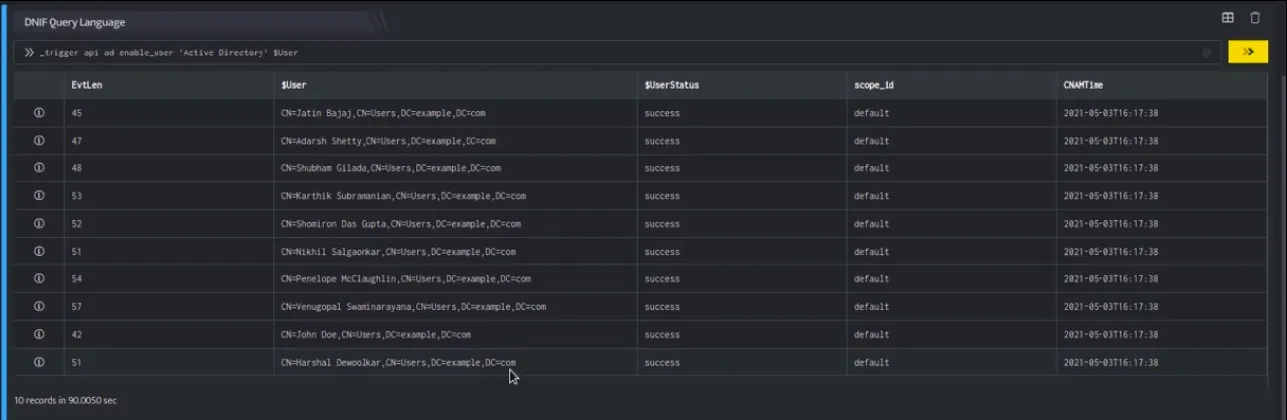 DNIF Query Language
_trigger api ad enable_user 'Active Directory' $User
EvtLen $User $UserStatus scope_id CNAMTime
45 CN=Jatin Bajaj,CN=Users,DC=example,DC=com success default 2021-05-03T16:17:38
47 CN=Adarsh Shetty,CN=Users,DC=example,DC=com success default 2021-05-03T16:17:38
48 CN=Shubham Gilada,CN=Users,DC=example,DC=com success default 2021-05-03T16:17:38
53 CN=Karthik Subramanian,CN=Users,DC=example,DC=com success default 2021-05-03T16:17:38
52 CN=Shomiron Das Gupta,CN=Users,DC=example,DC=com success default 2021-05-03T16:17:38
51 CN=Nikhil Salgaonkar,CN=Users,DC=example,DC=com success default 2021-05-03T16:17:38
54 CN=Penelope McClaughlin,CN=Users,DC=example,DC=com success default 2021-05-03T16:17:38
57 CN=Venugopal Swaminarayana,CN=Users,DC=example,DC=com success default 2021-05-03T16:17:38
42 CN=John Doe,CN=Users,DC=example,DC=com success default 2021-05-03T16:17:38
51 CN=Harshal Dewoolkar,CN=Users,DC=example,DC=com success default 2021-05-03T16:17:38
10 records in 90.0050 sec